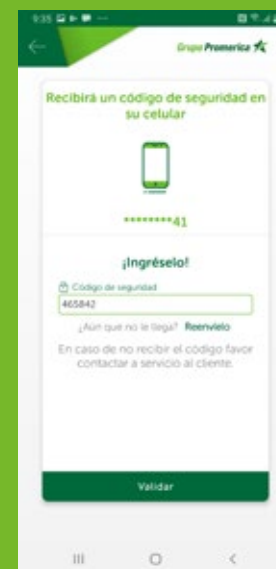 9:35
Grupo Promerica
Recibirá un código de seguridad en
su celular
********41
¡Ingréselo!
Código de seguridad
465842
¿Aún que no le llega? Reenvíelo
En caso de no recibir el código favor
contactar a servicio al cliente.
Validar